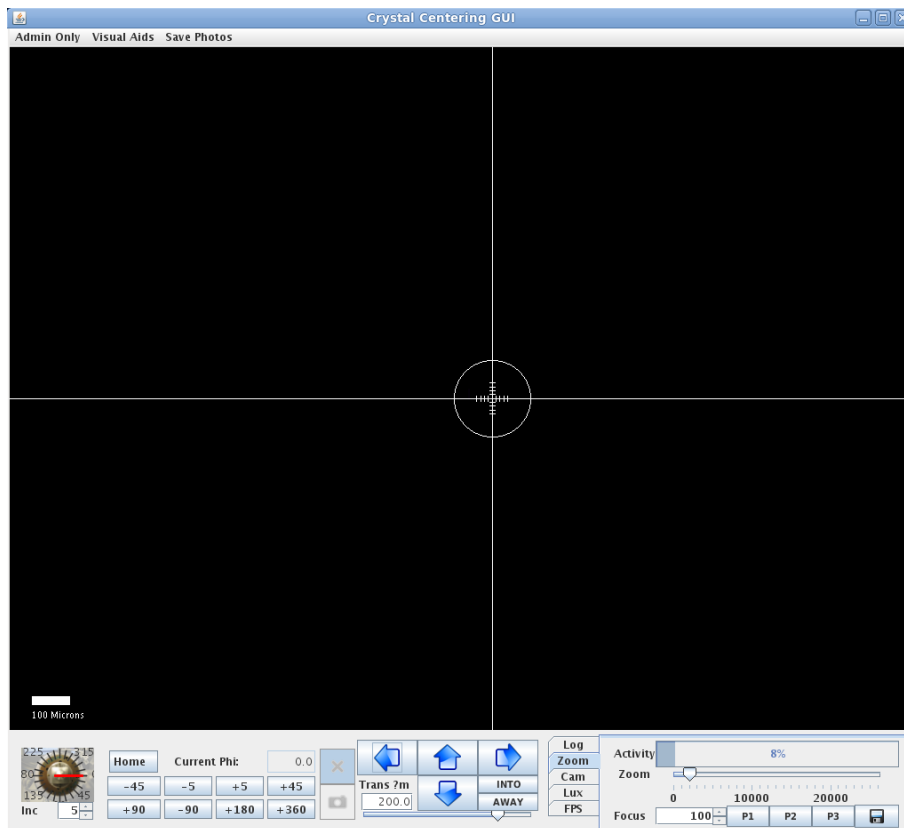 Crystal Centering GUI
Admin Only Visual Aids Save Photos
100 Microns
225 315
80
135 45
Inc 5
Home Current Phi: 0.0
-45 -5 +5 +45
+90 -90 +180 +360
Trans ?m
200.0
INTO
AWAY
Log
Zoom
Cam
Lux
FPS
Activity 8%
Zoom
0 10000 20000
Focus 100 P1 P2 P3